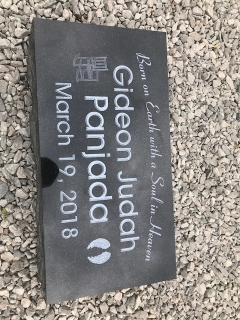 Born on Earth with a Soul in Heaven
Gideon Judah
Panjada
March 19, 2018